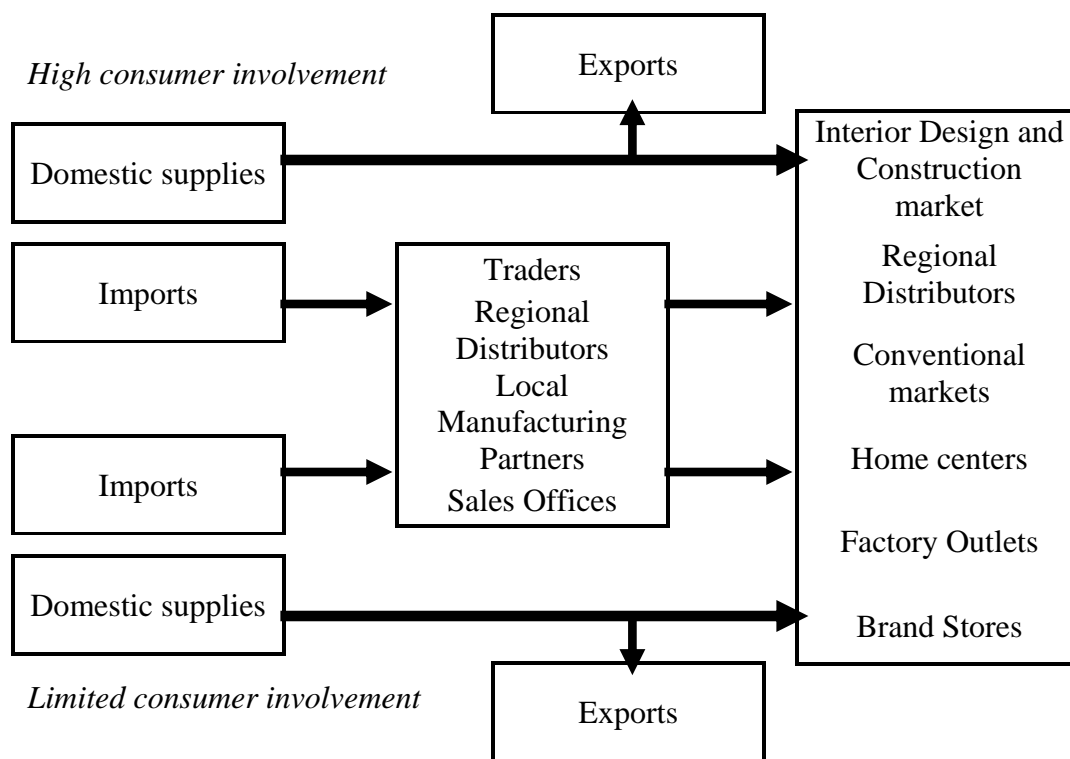 High consumer involvement
Exports
Domestic supplies
Interior Design and
Construction
market
Imports
Traders
Regional
Distributors
Local
Manufacturing
Partners
Sales Offices
Regional
Distributors
Conventional
markets
Imports
Home centers
Factory Outlets
Domestic supplies
Brand Stores
Limited consumer involvement
Exports